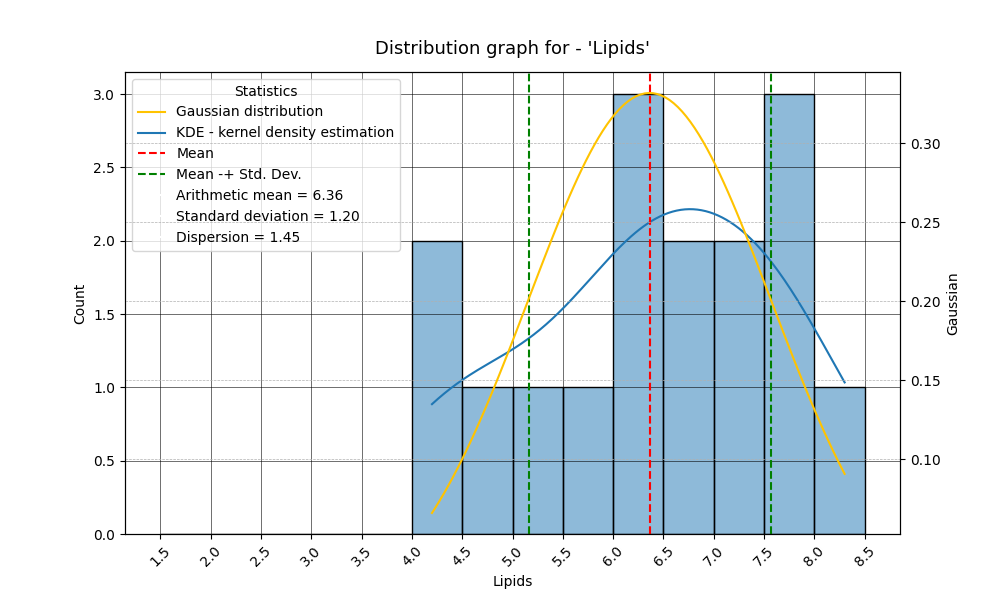 Distribution graph for - 'Lipids'
Statistics
Gaussian distribution
KDE - kernel density estimation
Mean
Mean -+ Std. Dev.
Arithmetic mean = 6.36
Standard deviation = 1.20
Dispersion = 1.45
3.0
2.5
2.0
1.5
1.0
0.5
0.0
Count
0.30
0.25
0.20
0.15
0.10
Gaussian
1.5 2.0 2.5 3.0 3.5 4.0 4.5 5.0 5.5 6.0 6.5 7.0 7.5 8.0 8.5
Lipids